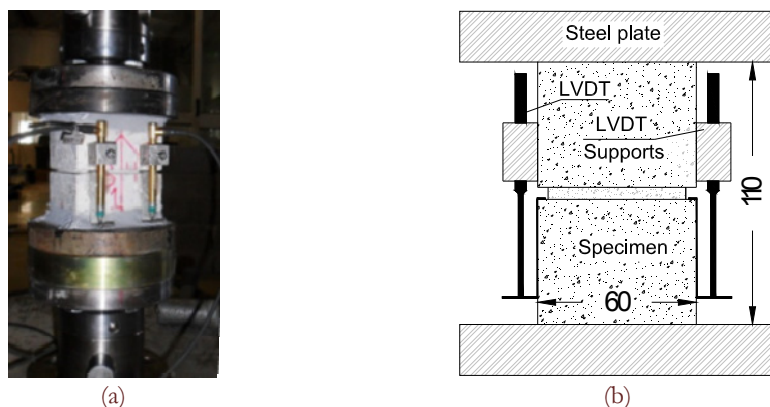 Steel plate
LVDT
LVDT
Supports
Specimen
60
110
(a)
(b)